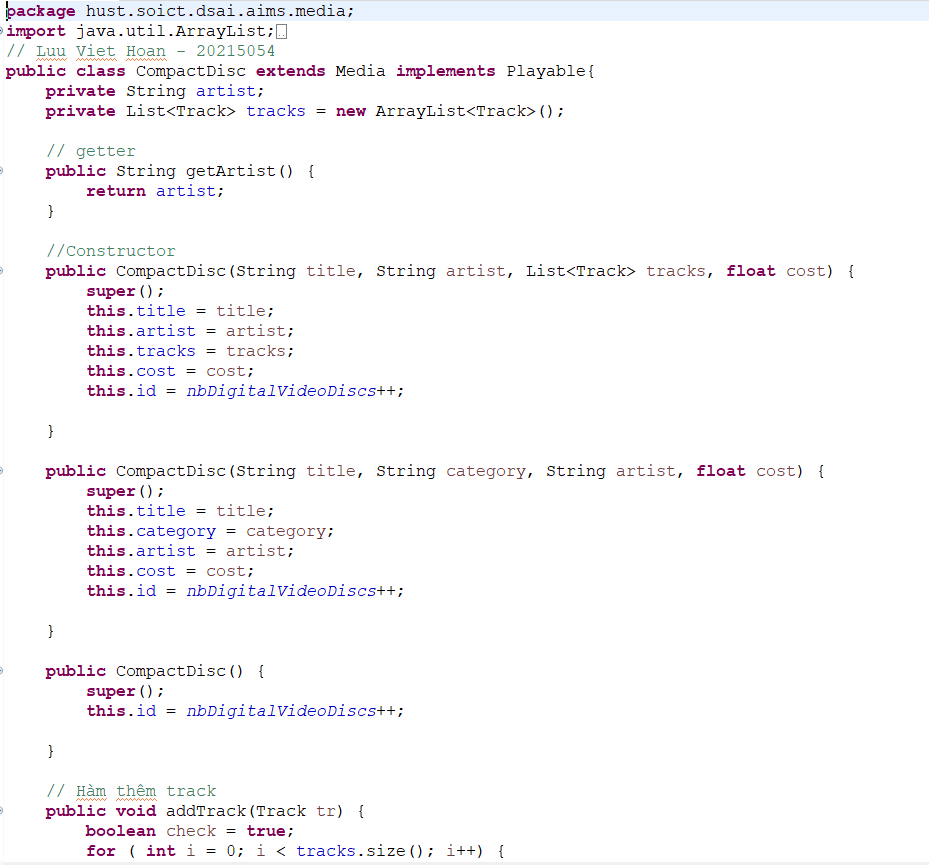 package hust.soict.dsai.aims.media;
import java.util.ArrayList;
// Luu Viet Hoan - 20215054
public class CompactDisc extends Media implements Playable{
    private String artist;
    private List<Track> tracks = new ArrayList<Track>();

    // getter
    public String getArtist() {
        return artist;
    }

    //Constructor
    public CompactDisc(String title, String artist, List<Track> tracks, float cost) {
        super();
        this.title = title;
        this.artist = artist;
        this.tracks = tracks;
        this.cost = cost;
        this.id = nbDigitalVideoDiscs++;

    }

    public CompactDisc(String title, String category, String artist, float cost) {
        super();
        this.title = title;
        this.category = category;
        this.artist = artist;
        this.cost = cost;
        this.id = nbDigitalVideoDiscs++;

    }

    public CompactDisc() {
        super();
        this.id = nbDigitalVideoDiscs++;

    }

    // Hàm thêm track
    public void addTrack(Track tr) {
        boolean check = true;
        for ( int i = 0; i < tracks.size(); i++) {